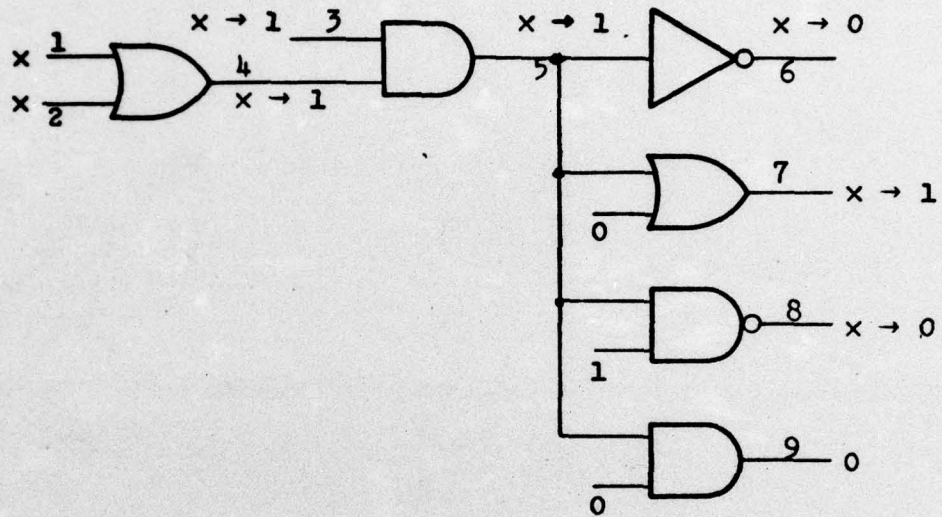 x → 1 3 x → 1 x → 0
x 1
4 5 6
x 2 x → 1
7 x → 1
0
8 x → 0
1
9 0
0